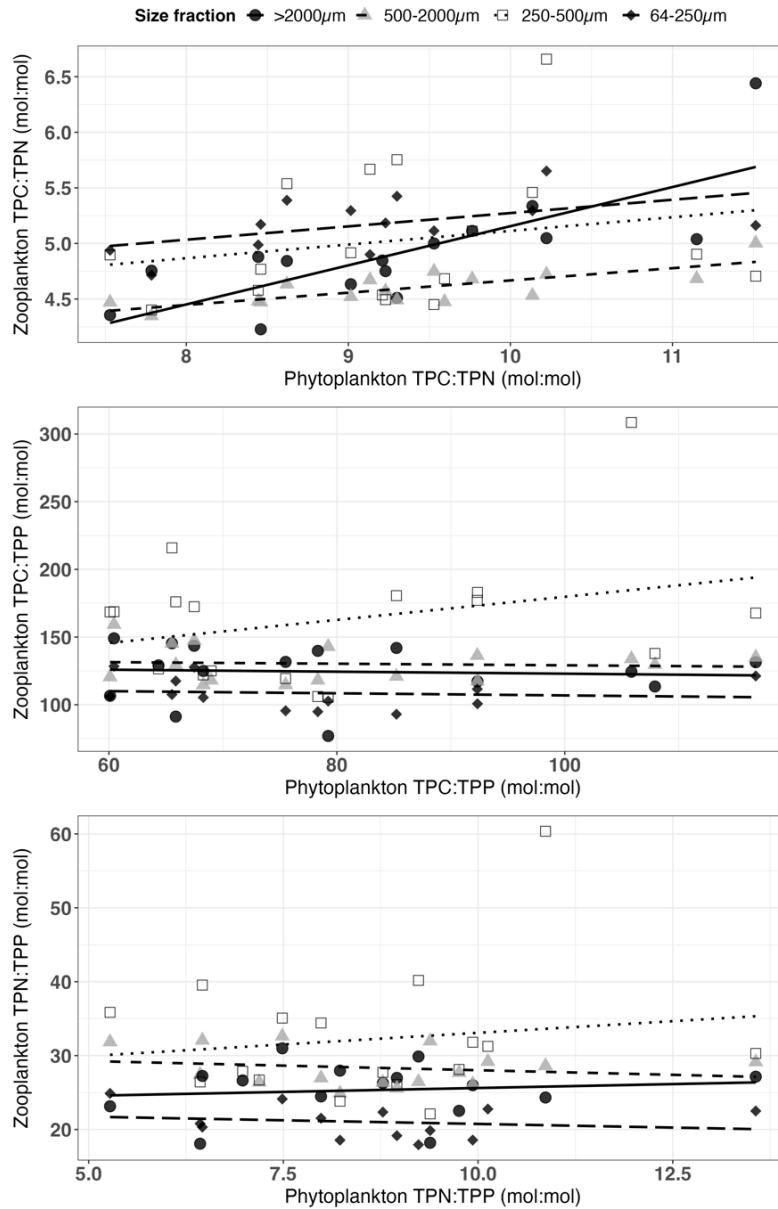 Size fraction >2000µm 500-2000µm 250-500µm 64-250µm
Zooplankton TPC:TPN (mol:mol)
6.5
6.0
5.5
5.0
4.5
8 9 10 11
Phytoplankton TPC:TPN (mol:mol)
Zooplankton TPC:TPP (mol:mol)
300
250
200
150
100
60 80 100
Phytoplankton TPC:TPP (mol:mol)
Zooplankton TPN:TPP (mol:mol)
60
50
40
30
20
5.0 7.5 10.0 12.5
Phytoplankton TPN:TPP (mol:mol)